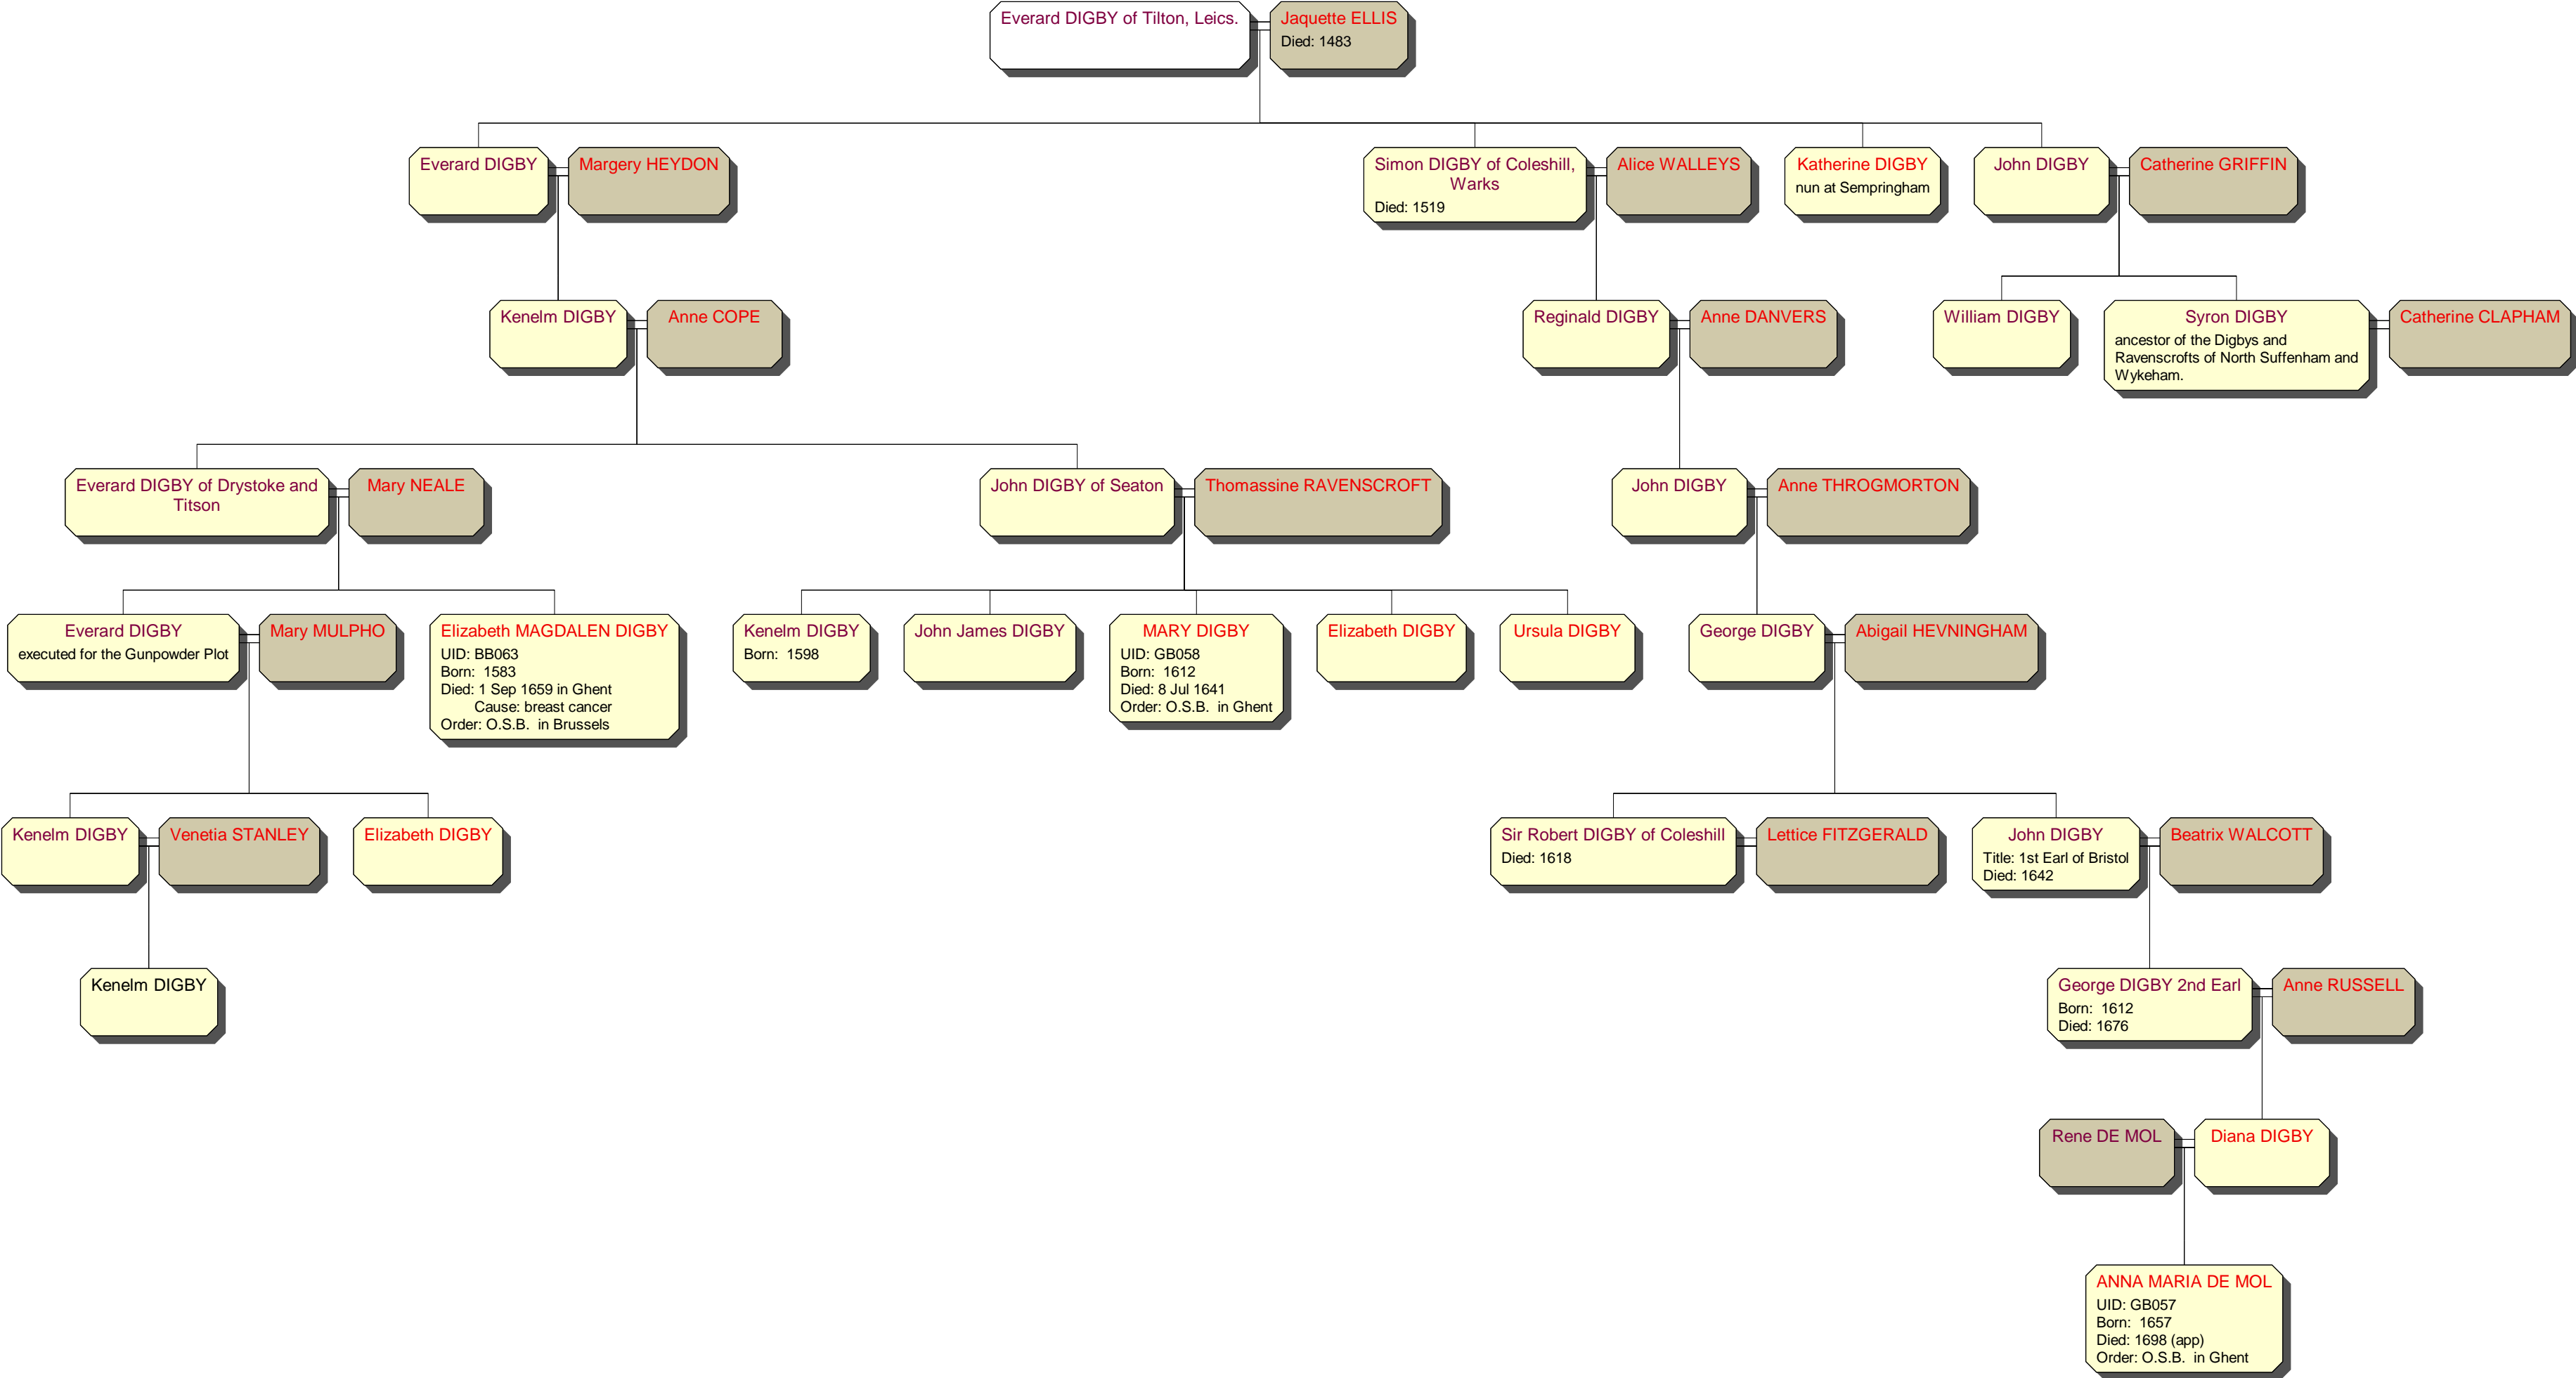 Everard DIGBY of Tilton, Leics.
Jaquette ELLIS
Died: 1483
Everard DIGBY
Margery HEYDON
Simon DIGBY of Coleshill,
Warks
Died: 1519
Alice WALLEYS
Katherine DIGBY
nun at Sempringham
John DIGBY
Catherine GRIFFIN
Kenelm DIGBY
Anne COPE
Reginald DIGBY
Anne DANVERS
William DIGBY
Syron DIGBY
ancestor of the Digbys and
Ravenscrofts of North Suffenham and
Wykeham.
Catherine CLAPHAM
Everard DIGBY of Drystoke and
Titson
Mary NEALE
John DIGBY of Seaton
Thomassine RAVENSCROFT
John DIGBY
Anne THROGMORTON
Everard DIGBY
executed for the Gunpowder Plot
Mary MULPHO
Elizabeth MAGDALEN DIGBY
UID: BB063
Born: 1583
Died: 1 Sep 1659 in Ghent
Cause: breast cancer
Order: O.S.B. in Brussels
Kenelm DIGBY
Born: 1598
John James DIGBY
MARY DIGBY
UID: GB058
Born: 1612
Died: 8 Jul 1641
Order: O.S.B. in Ghent
Elizabeth DIGBY
Ursula DIGBY
George DIGBY
Abigail HEVNINGHAM
Kenelm DIGBY
Venetia STANLEY
Elizabeth DIGBY
Sir Robert DIGBY of Coleshill
Died: 1618
Lettice FITZGERALD
John DIGBY
Title: 1st Earl of Bristol
Died: 1642
Beatrix WALCOTT
Kenelm DIGBY
George DIGBY 2nd Earl
Born: 1612
Died: 1676
Anne RUSSELL
Rene DE MOL
Diana DIGBY
ANNA MARIA DE MOL
UID: GB057
Born: 1657
Died: 1698 (app)
Order: O.S.B. in Ghent